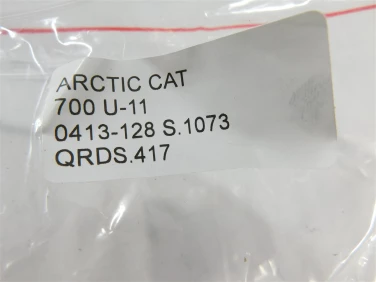 ARCTIC CAT
700 U-11
0413-128 S.1073
QRDS.417